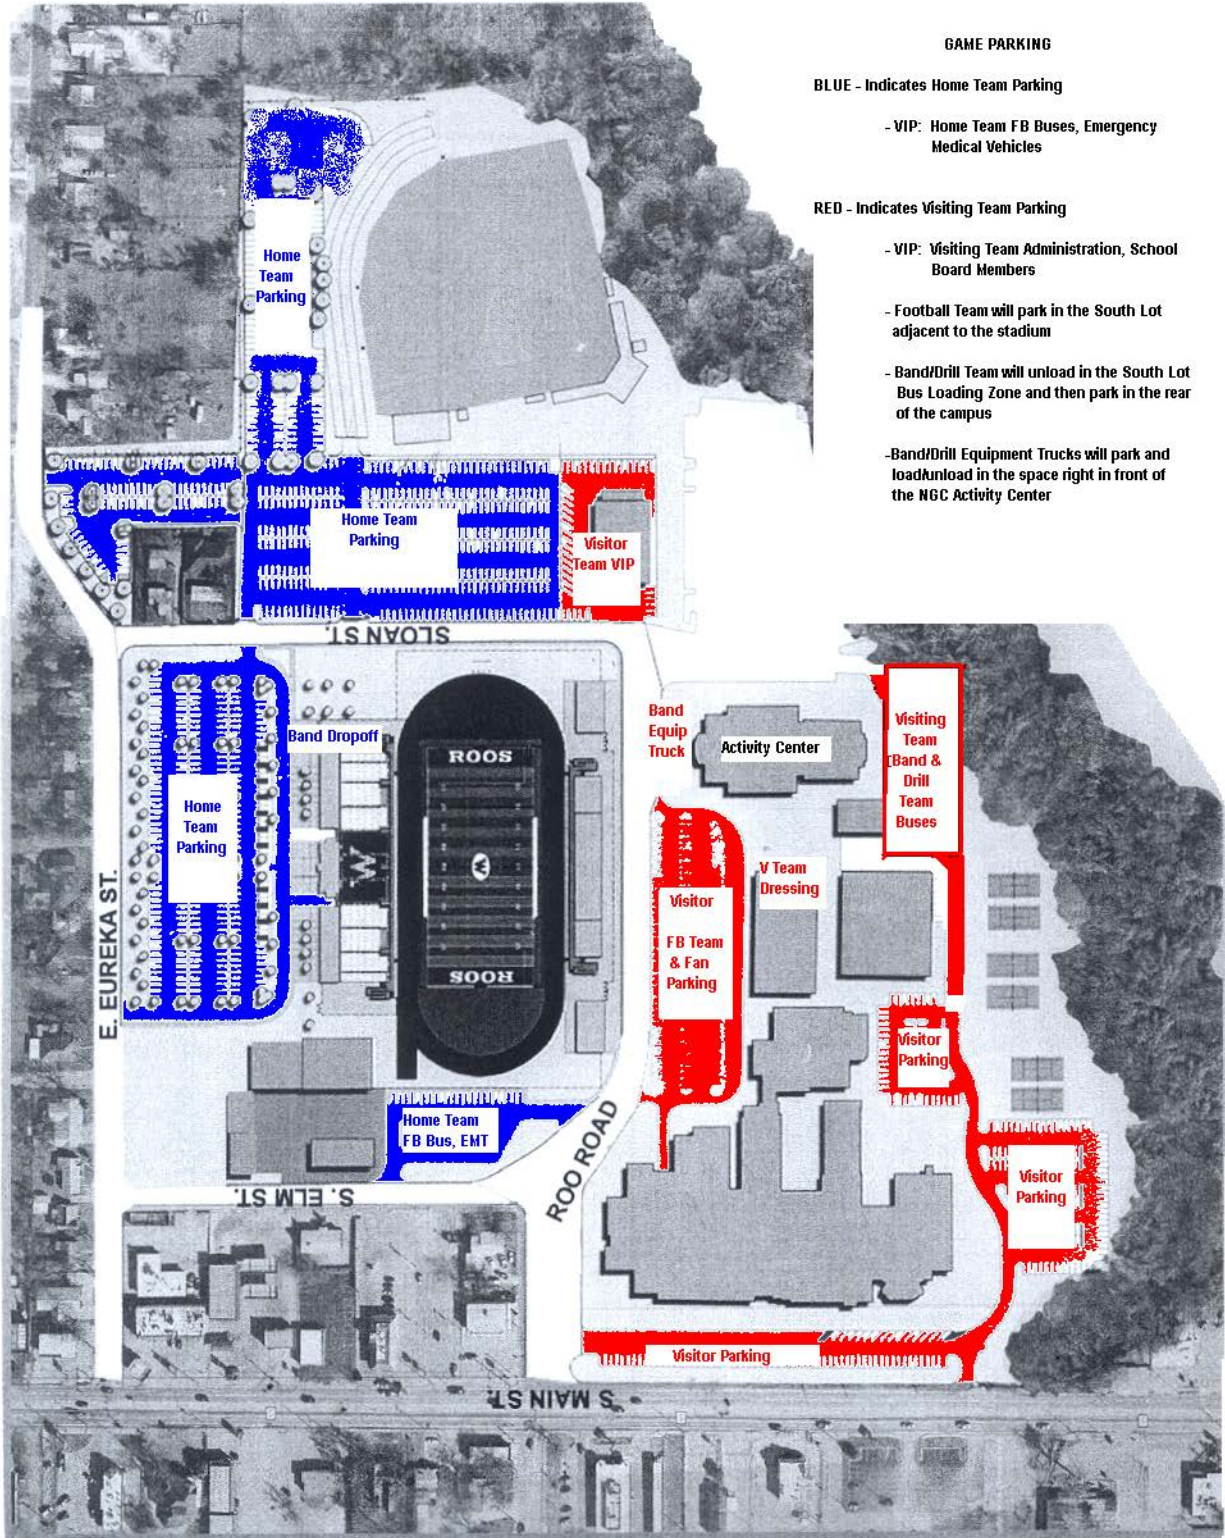 GAME PARKING
BLUE - Indicates Home Team Parking
- VIP: Home Team FB Buses, Emergency
Medical Vehicles
RED - Indicates Visiting Team Parking
- VIP: Visiting Team Administration, School
Board Members
- Football Team will park in the South Lot
adjacent to the stadium
- Band/Drill Team will unload in the South Lot
Bus Loading Zone and then park in the rear
of the campus
-Band/Drill Equipment Trucks will park and
load/unload in the space right in front of
the NGC Activity Center
Home
Team
Parking
Home Team
Parking
Visitor
Team VIP
SLOAN ST.
Band Dropoff
Home
Team
Parking
ROOS
W
W
ROOS
E. EUREKA ST.
Band
Equip
Truck
Activity Center
Visiting
Team
Band &
Drill
Team
Buses
V Team
Dressing
Visitor
FB Team
& Fan
Parking
Visitor
Parking
Home Team
FB Bus, EMT
ROO ROAD
S. ELM ST.
Visitor
Parking
Visitor Parking
S MAIN ST.